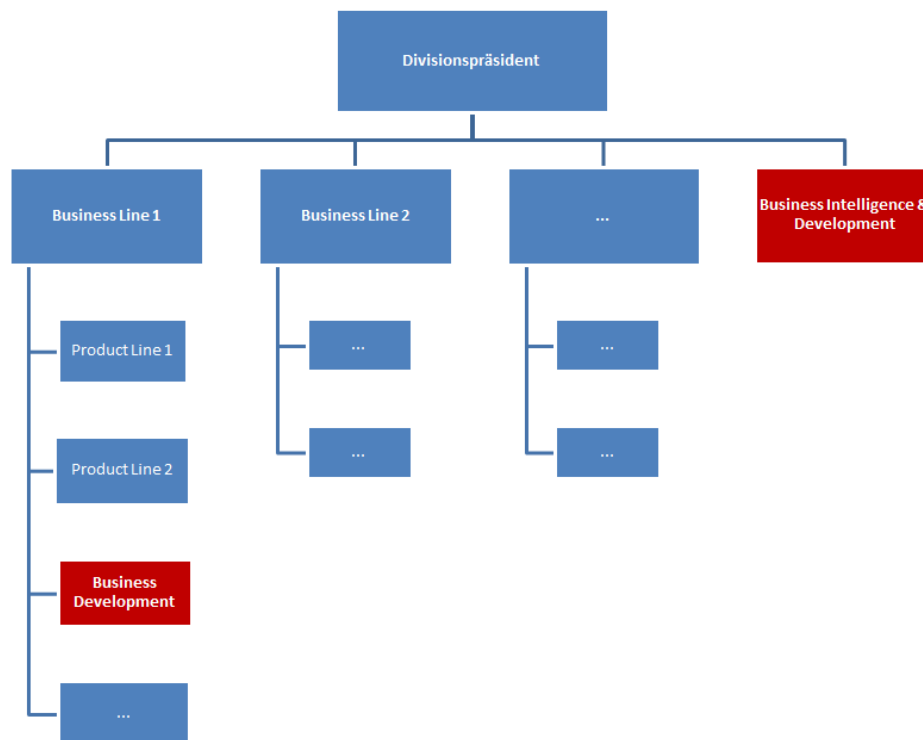 Divisionspräsident
Business Line 1
Business Line 2
...
Business Intelligence &
Development
Product Line 1
...
...
Product Line 2
...
...
Business
Development
...